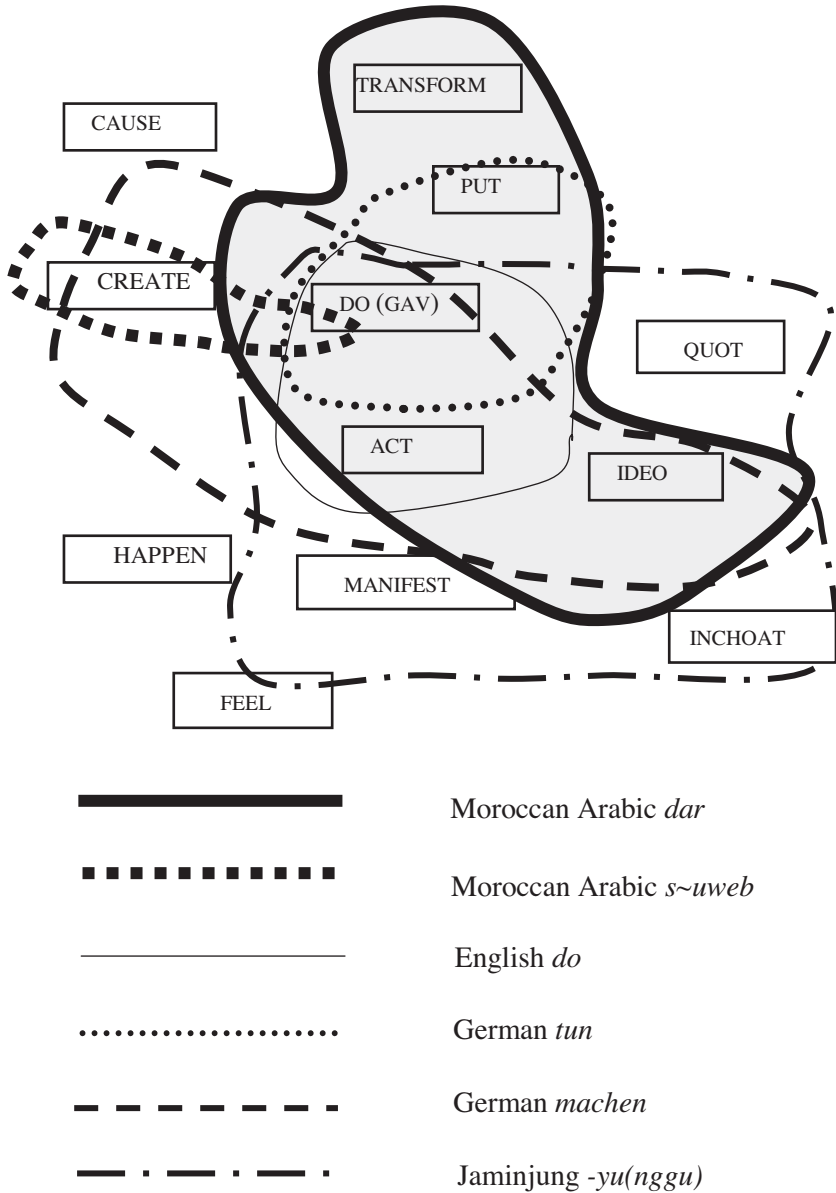 TRANSFORM
CAUSE
PUT
CREATE
DO (GAV)
QUOT
ACT
IDEO
HAPPEN
MANIFEST
INCHOAT
FEEL
Moroccan Arabic dar
Moroccan Arabic s~uweb
English do
German tun
German machen
Jaminjung -yu(nggu)